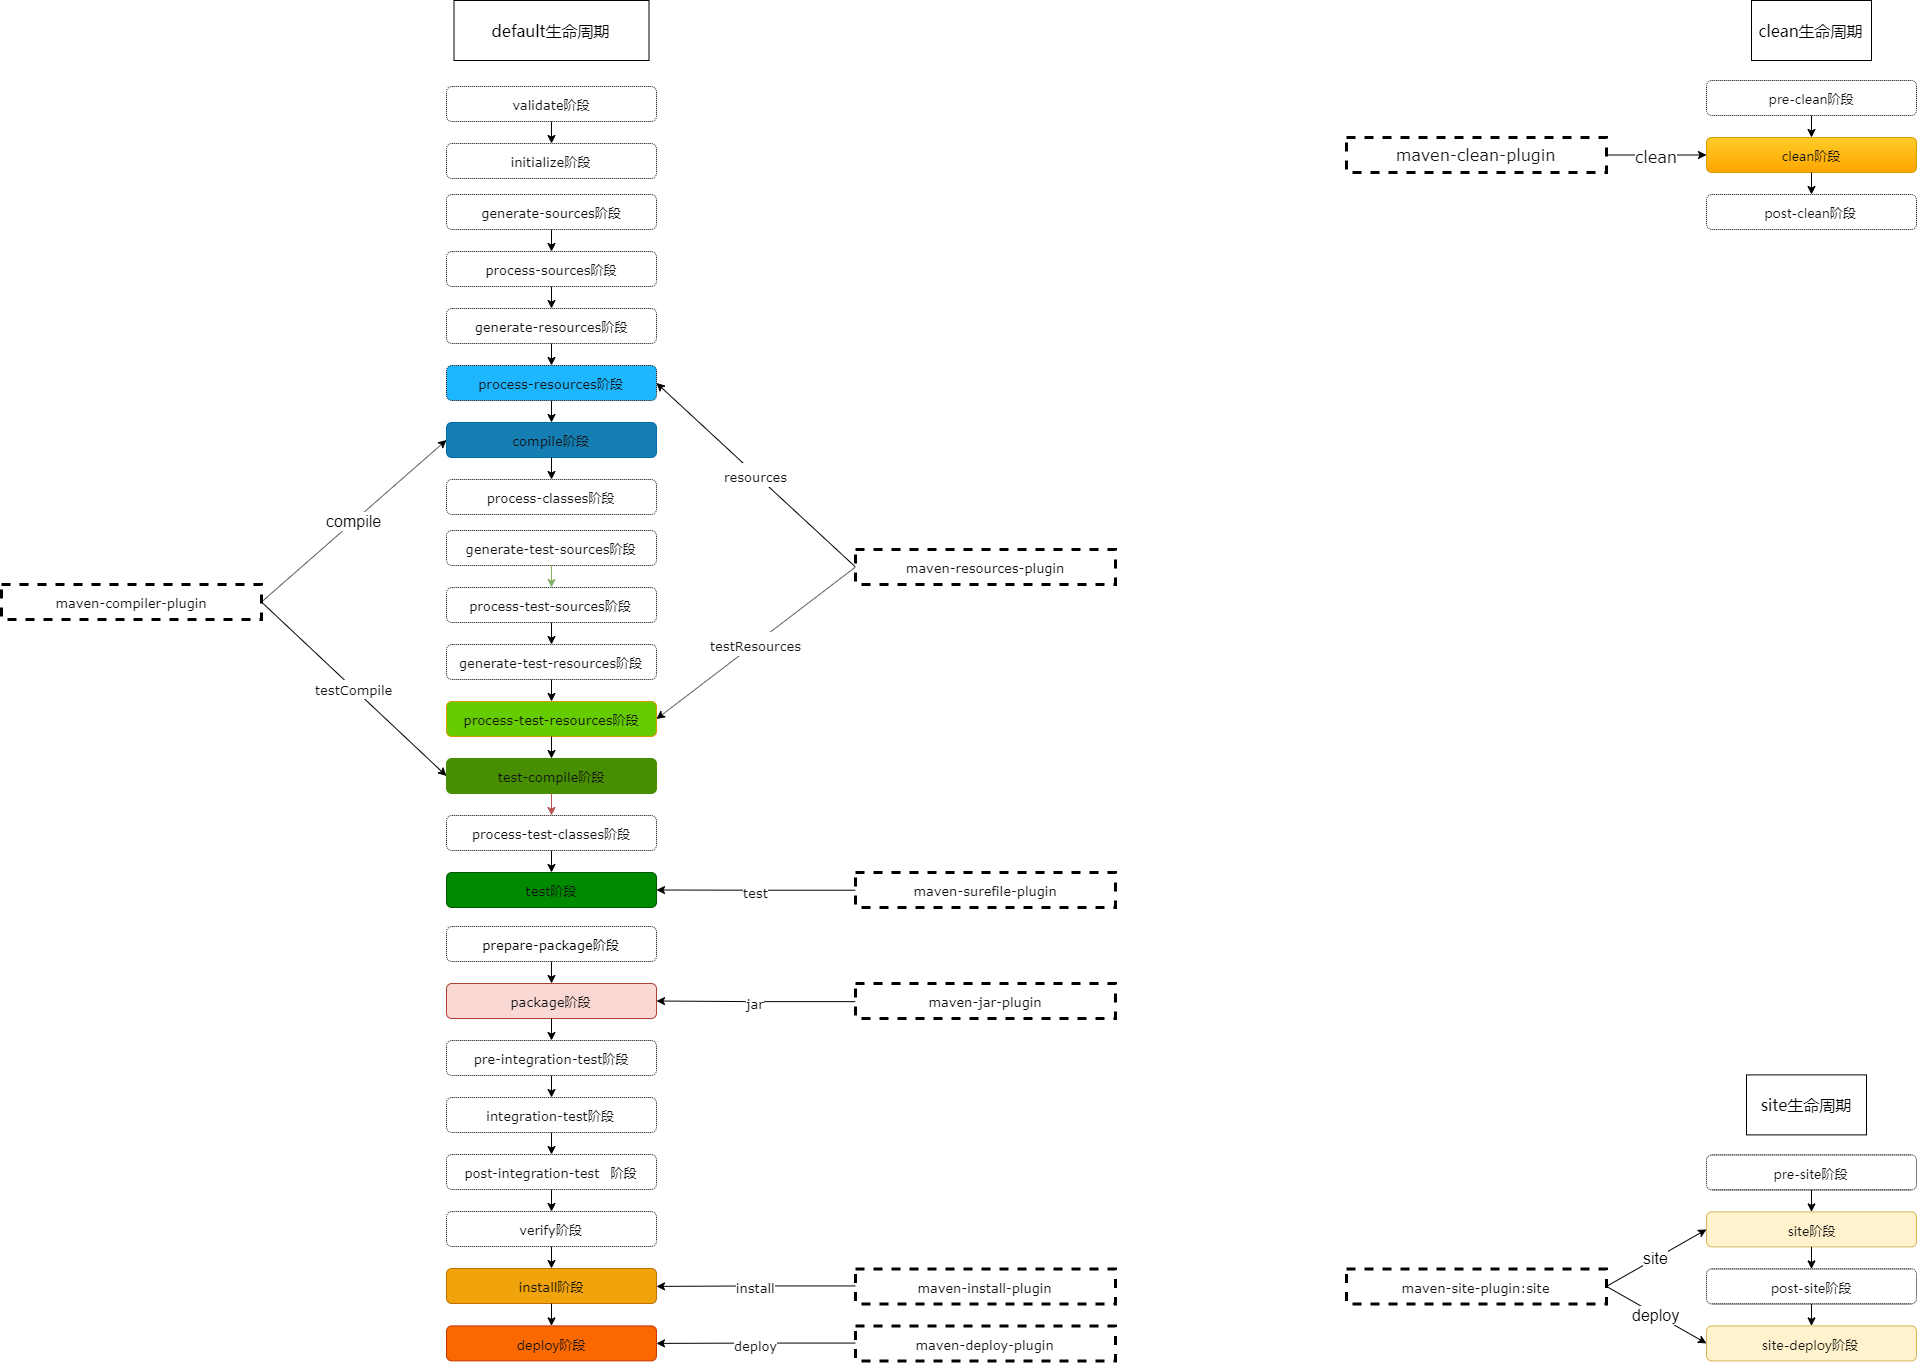 default生命周期
validate阶段
initialize阶段
generate-sources阶段
process-sources阶段
generate-resources阶段
process-resources阶段
compile阶段
process-classes阶段
generate-test-sources阶段
process-test-sources阶段
generate-test-resources阶段
process-test-resources阶段
test-compile阶段
process-test-classes阶段
test阶段
prepare-package阶段
package阶段
pre-integration-test阶段
integration-test阶段
post-integration-test 阶段
verify阶段
install阶段
deploy阶段
maven-compiler-plugin
compile
testCompile
resources
testResources
maven-resources-plugin
test
maven-surefile-plugin
jar
maven-jar-plugin
install
maven-install-plugin
deploy
maven-deploy-plugin
clean生命周期
pre-clean阶段
maven-clean-plugin
clean
clean阶段
post-clean阶段
site生命周期
pre-site阶段
site阶段
post-site阶段
site-deploy阶段
maven-site-plugin:site
site
deploy